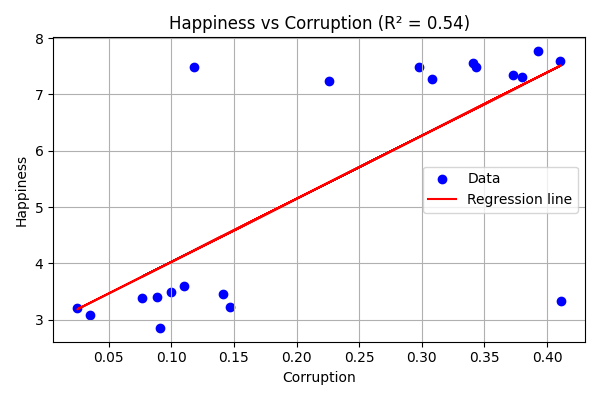 Happiness vs Corruption (R² = 0.54)
8
7
6
5
4
3
Happiness
Data
Regression line
0.05 0.10 0.15 0.20 0.25 0.30 0.35 0.40
Corruption